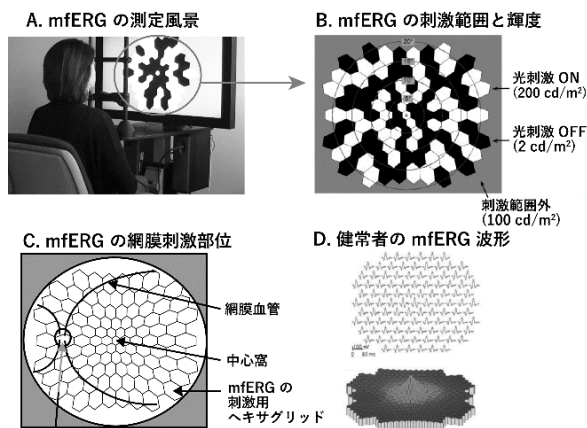 A. mfERG の測定風景
B. mfERG の刺激範囲と輝度
20°
光刺激 ON
(200 cd/m²)
光刺激 OFF
(2 cd/m²)
刺激範囲外
(100 cd/m²)
C. mfERG の網膜刺激部位
網膜血管
中心窩
mfERG の
刺激用
ヘキサグリッド
D. 健常者の mfERG 波形